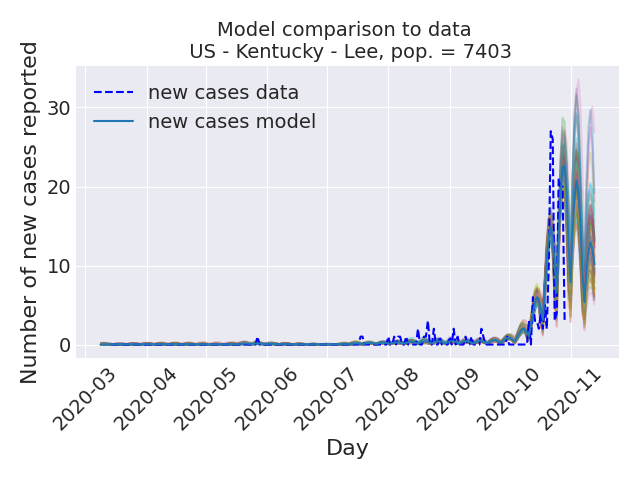 Model comparison to data
US - Kentucky - Lee, pop. = 7403
Number of new cases reported
30
20
10
0
new cases data
new cases model
2020-03
2020-04
2020-05
2020-06
2020-07
2020-08
2020-09
2020-10
2020-11
Day